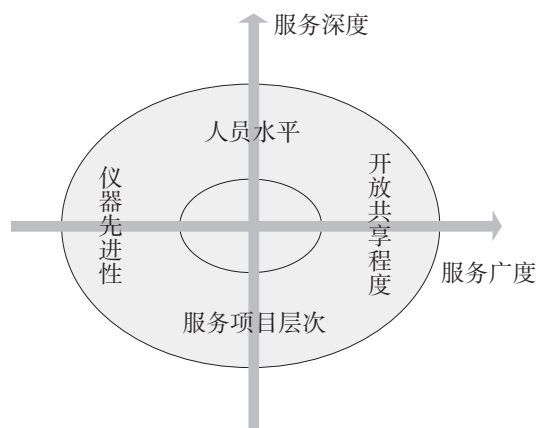 服务深度
人员水平
仪器先进性
开放共享程度
服务广度
服务项目层次